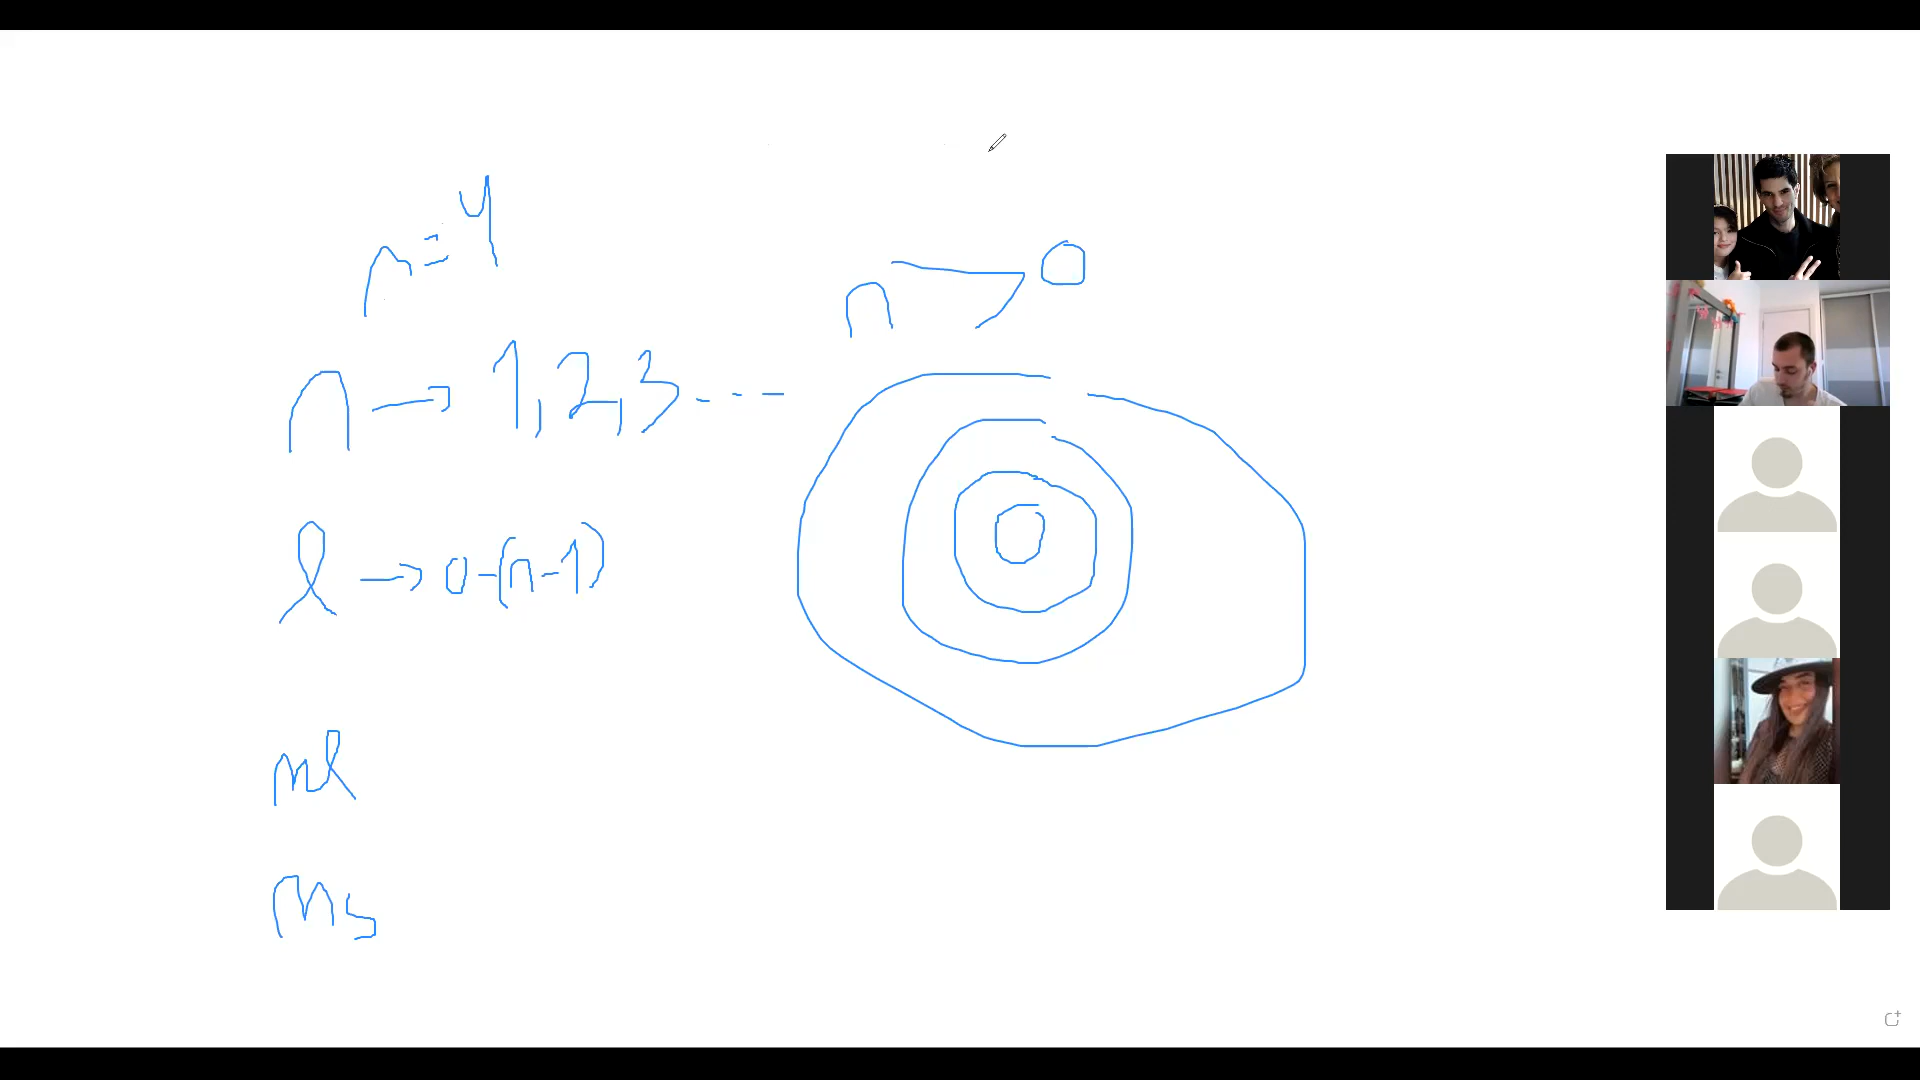 n=4
n → 0
n → 1,2,3 ---
l → 0-(n-1)
ml
ms